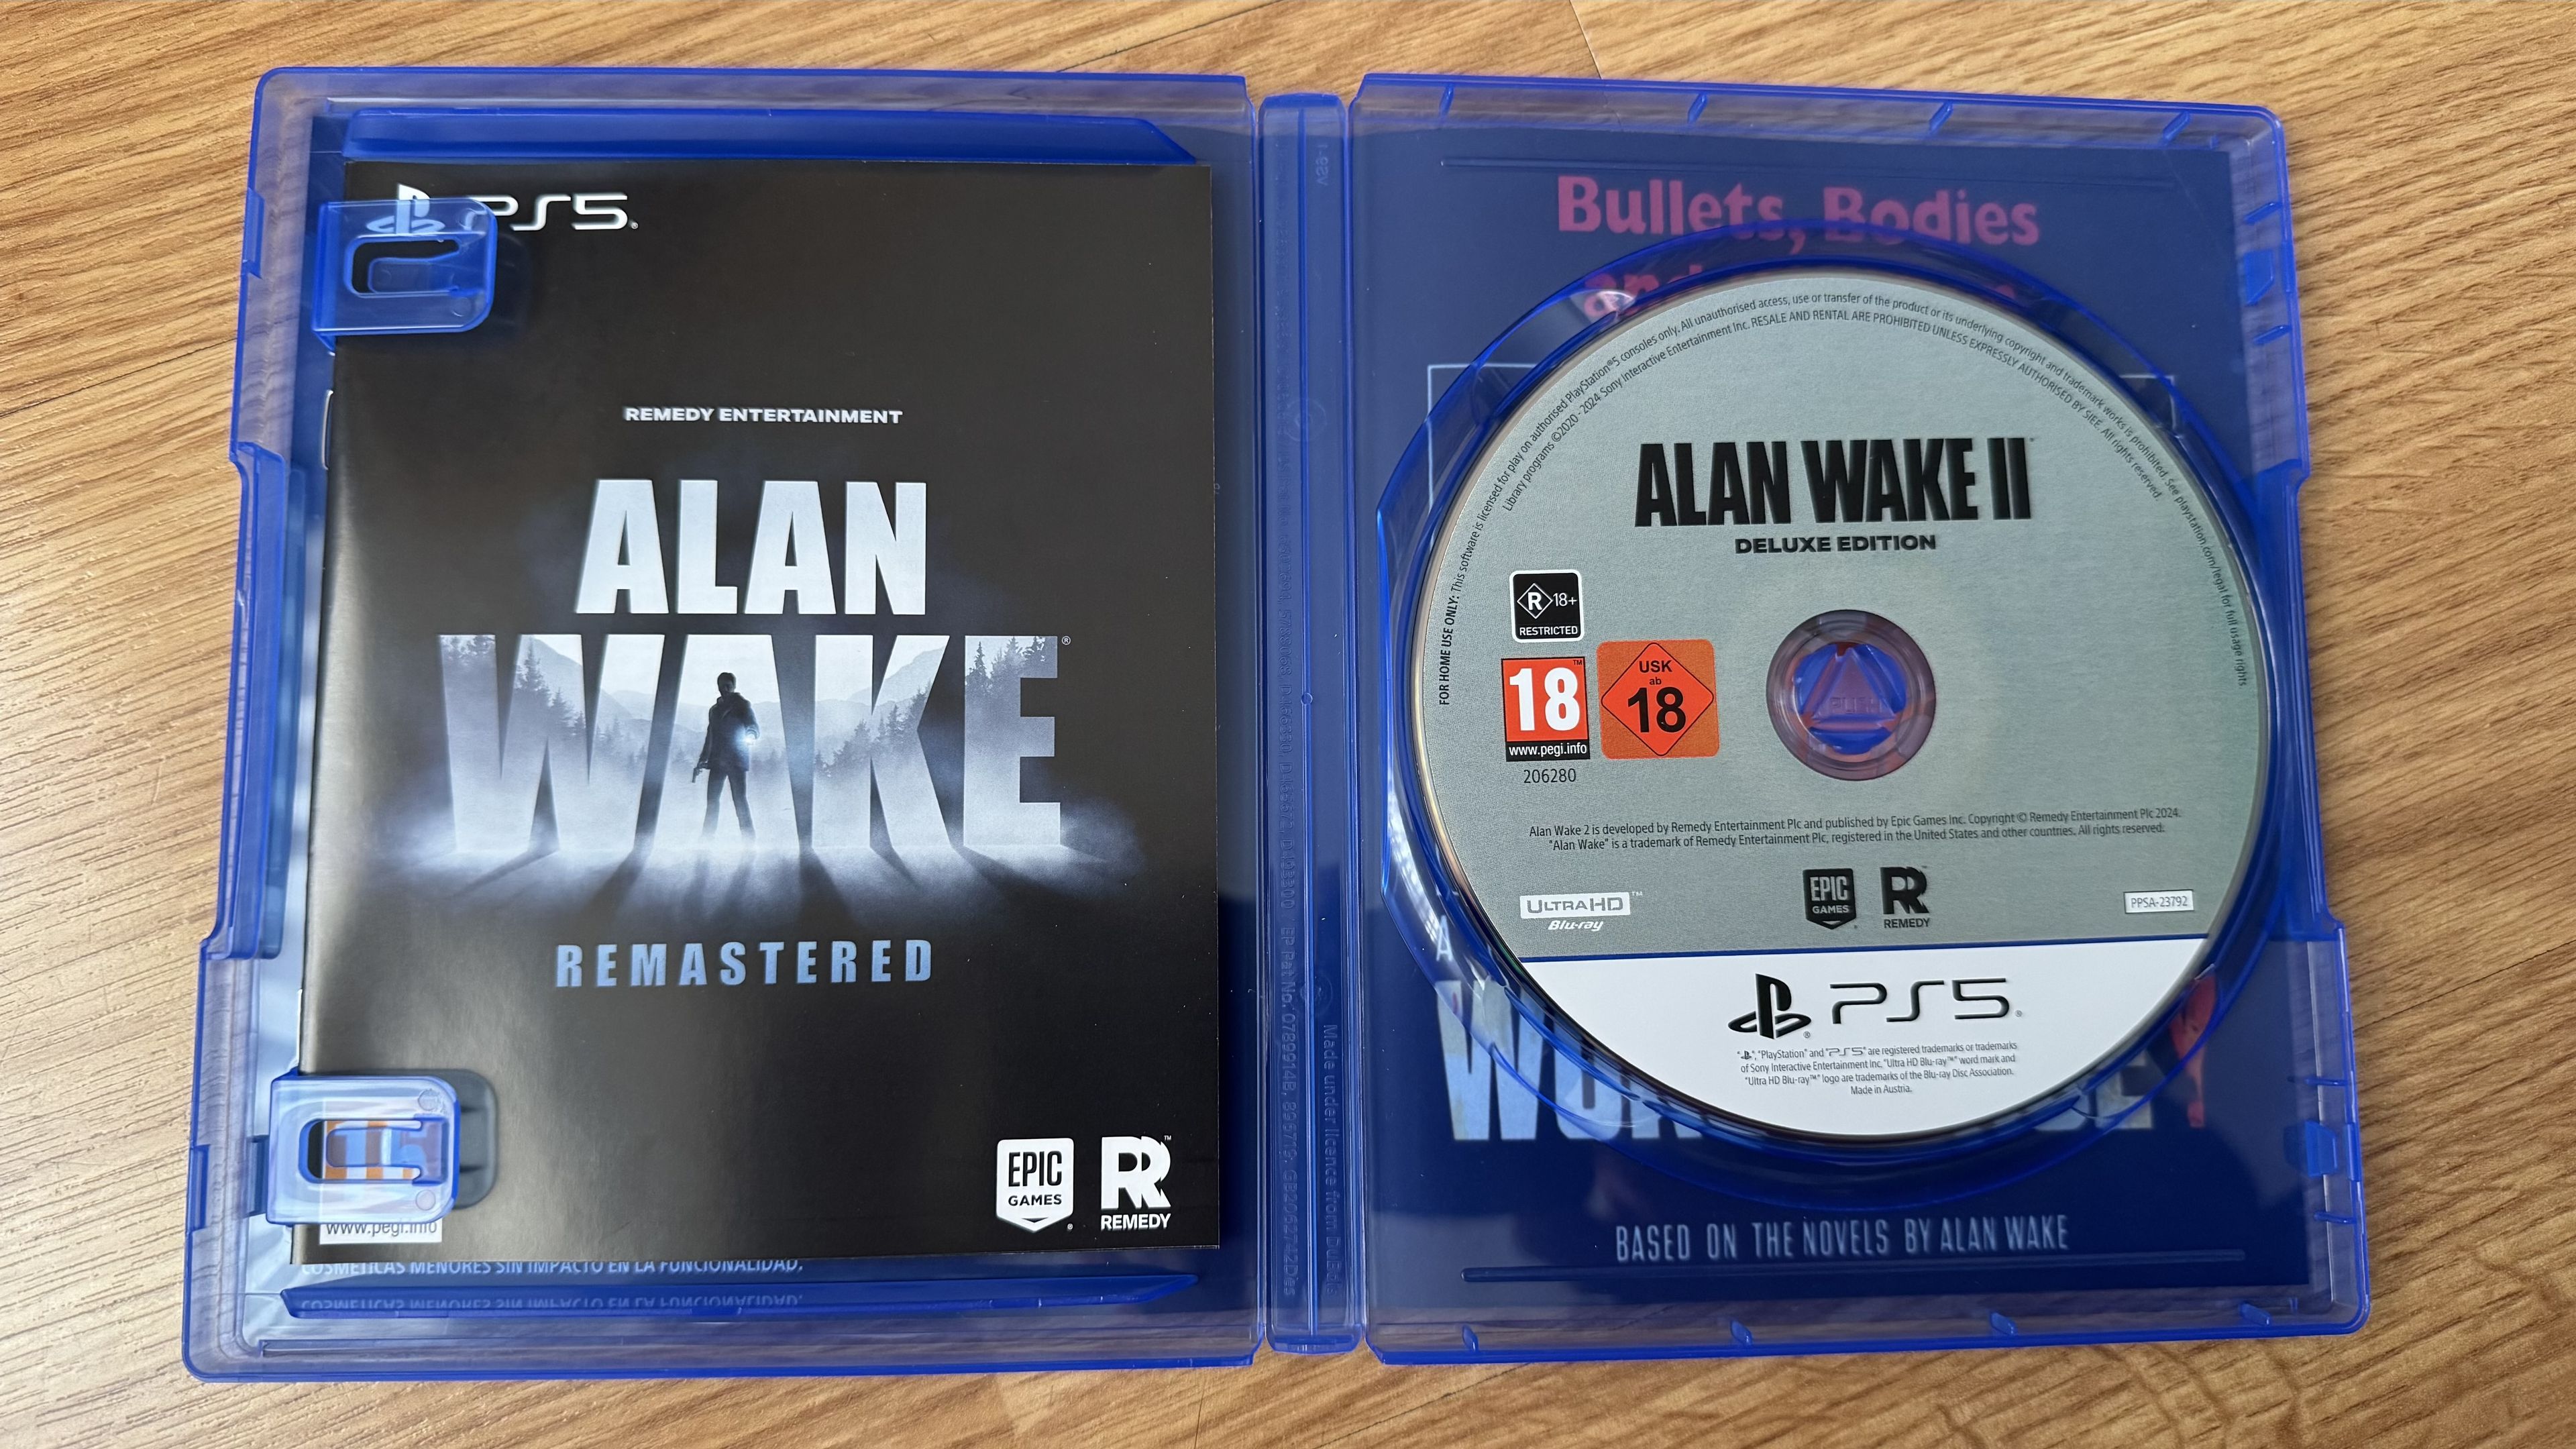 PS5
REMEDY ENTERTAINMENT
ALAN
WAKE®
REMASTERED
EPIC
GAMES
REMEDY™
www.pegi.info
COSMÉTICAS MENORES SIN IMPACTO EN LA FUNCIONALIDAD.
Made under licence from
Bullets, Bodies
and
FOR HOME USE ONLY: This software is licensed for play on authorised PlayStation®5 consoles only. All unauthorised access, use or transfer of the product or its underlying copyright and trademark works is prohibited. See playstation.com/legal for full usage rights
Library programs ©2020 - 2024 Sony Interactive Entertainment Inc. RESALE AND RENTAL ARE PROHIBITED UNLESS EXPRESSLY AUTHORISED BY SIEE. All rights reserved.
ALAN WAKE II
DELUXE EDITION
R 18+
RESTRICTED
18™
www.pegi.info
USK
ab
18
PUSH
206280
Alan Wake 2 is developed by Remedy Entertainment Plc and published by Epic Games Inc. Copyright © Remedy Entertainment Plc 2024.
"Alan Wake" is a trademark of Remedy Entertainment Plc, registered in the United States and other countries. All rights reserved.
ULTRA HD™
Blu-ray
EPIC
GAMES
REMEDY
PPSA-23792
PS5
"PlayStation" and "PS5" are registered trademarks or trademarks
of Sony Interactive Entertainment Inc. "Ultra HD Blu-ray™" word mark and
"Ultra HD Blu-ray™" logo are trademarks of the Blu-ray Disc Association.
Made in Austria.
BASED ON THE NOVELS BY ALAN WAKE